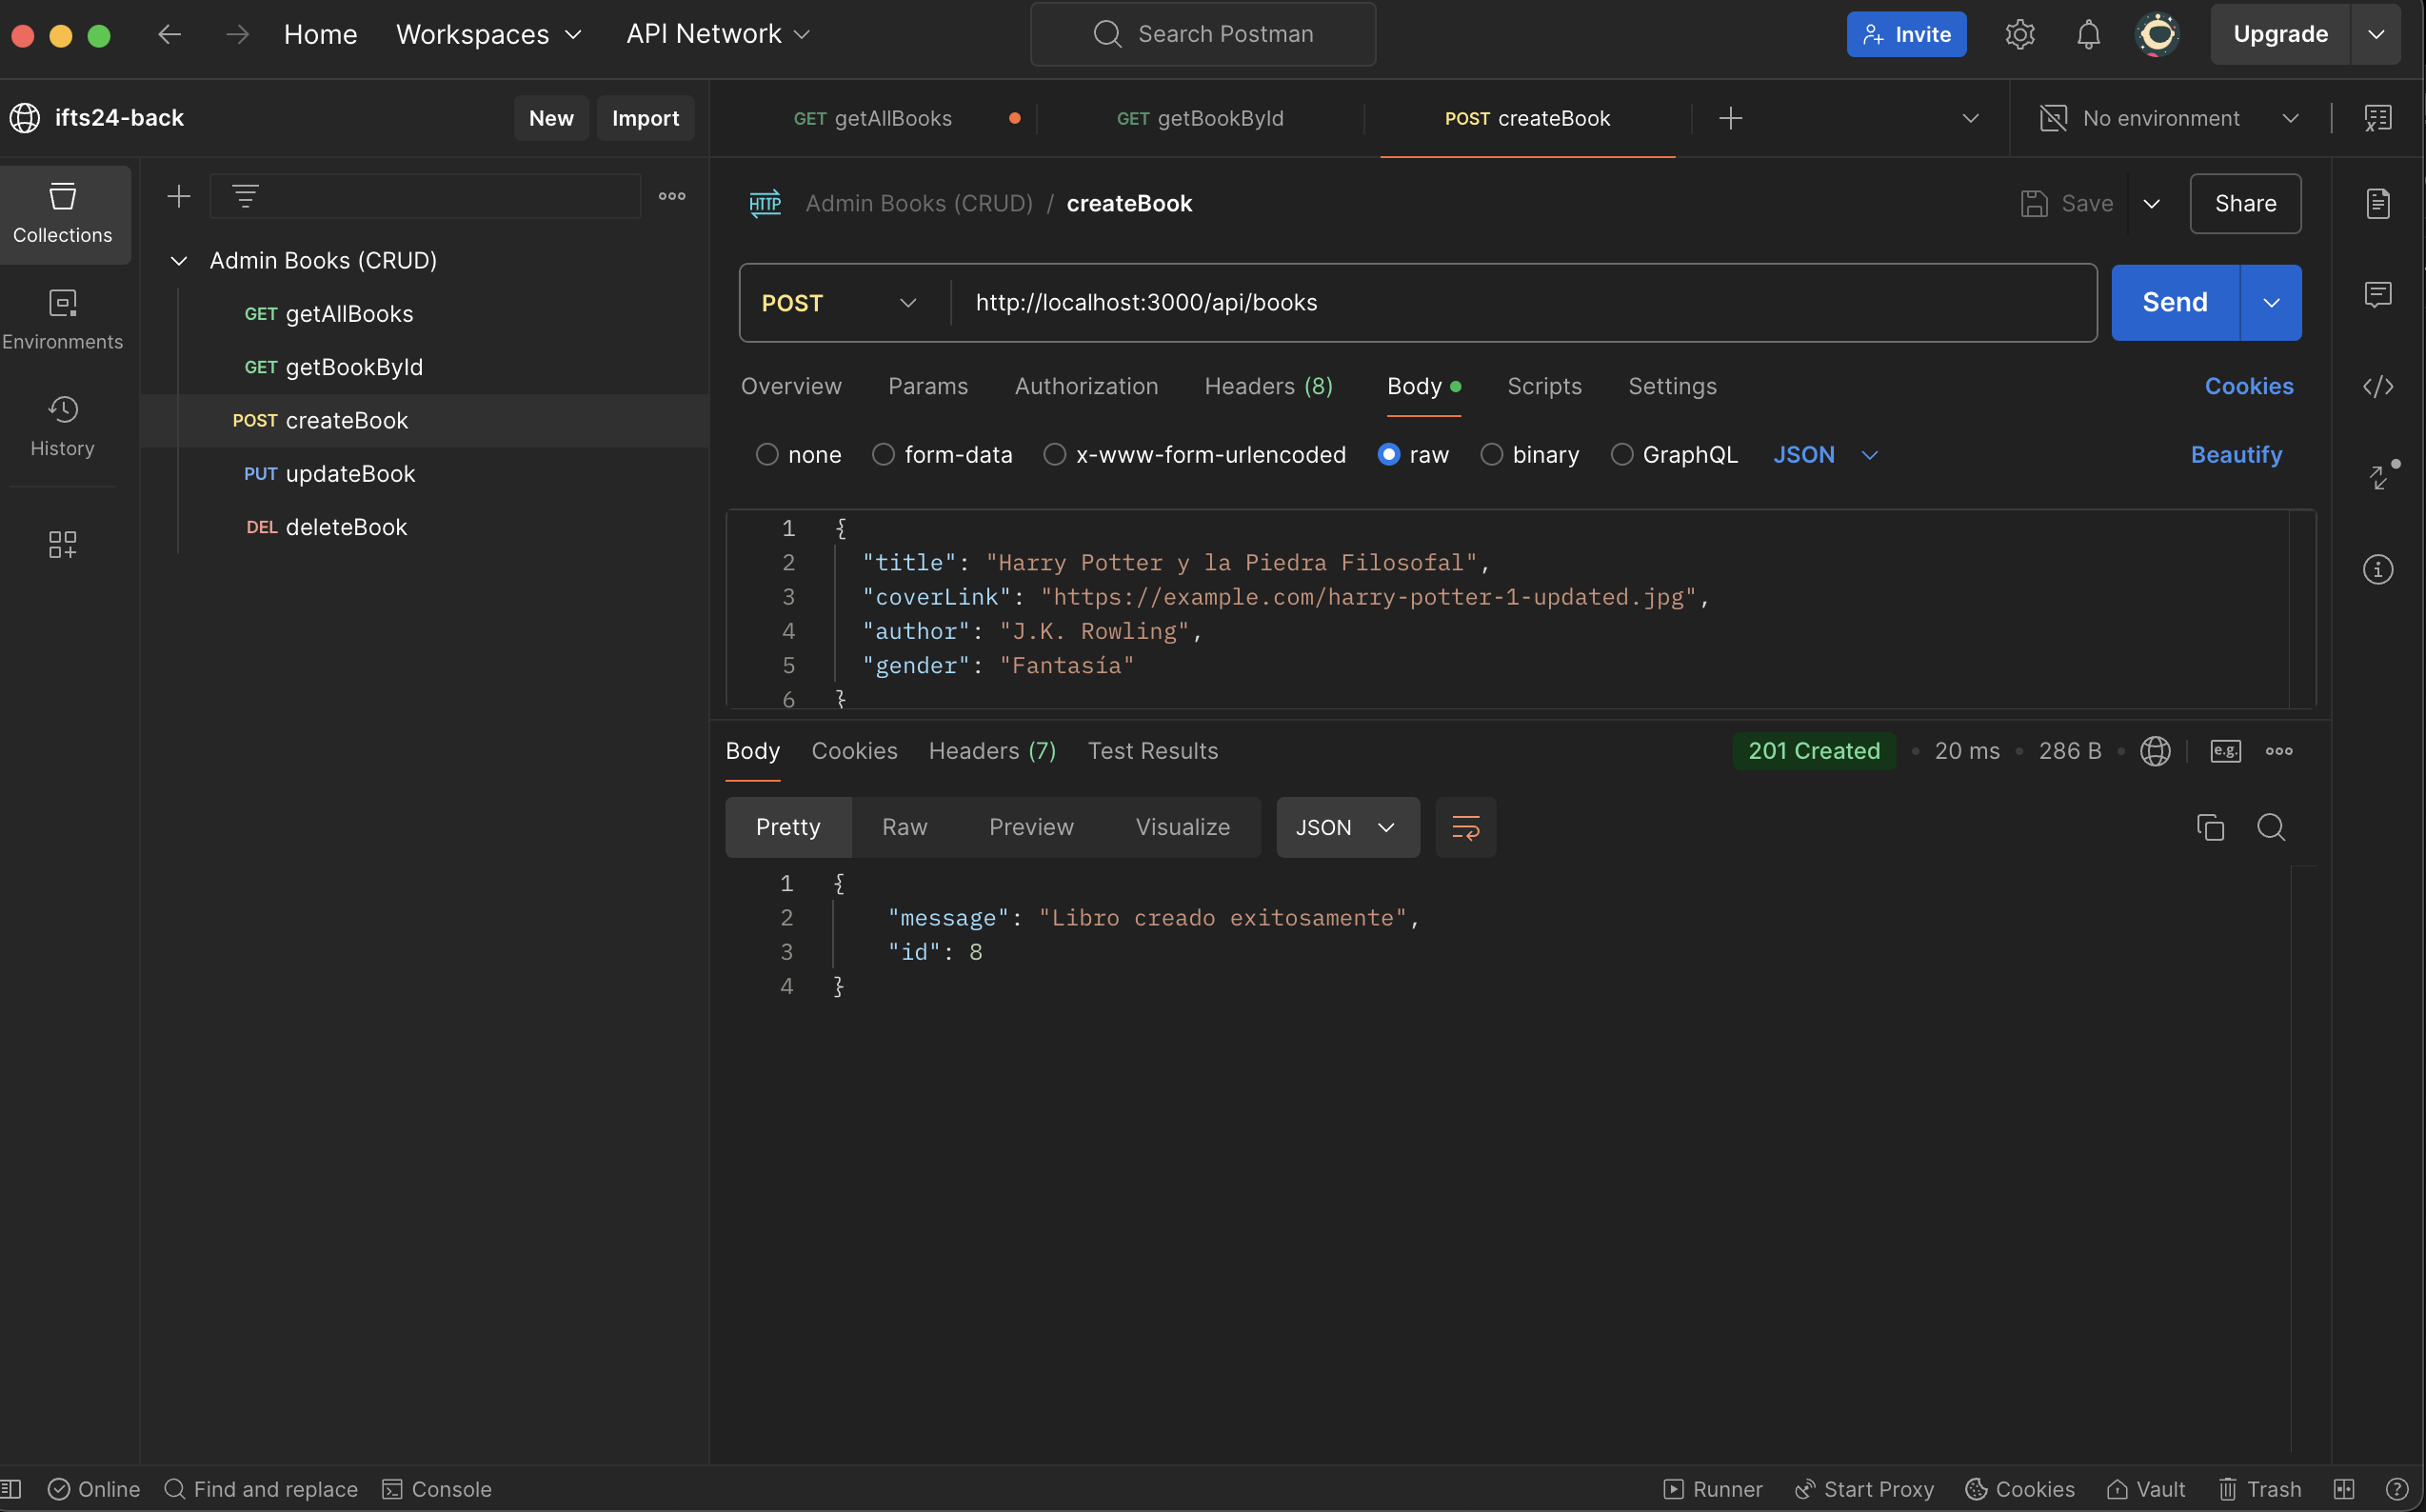 Home Workspaces API Network Search Postman Invite Upgrade
ifts24-back New Import
GET getAllBooks GET getBookById POST createBook No environment
Collections
Environments
History
Admin Books (CRUD)
GET getAllBooks
GET getBookById
POST createBook
PUT updateBook
DEL deleteBook
HTTP Admin Books (CRUD) / createBook Save Share
POST http://localhost:3000/api/books Send
Overview Params Authorization Headers (8) Body Scripts Settings Cookies
none form-data x-www-form-urlencoded raw binary GraphQL JSON Beautify
1 {
2 "title": "Harry Potter y la Piedra Filosofal",
3 "coverLink": "https://example.com/harry-potter-1-updated.jpg",
4 "author": "J.K. Rowling",
5 "gender": "Fantasía"
6 }
Body Cookies Headers (7) Test Results 201 Created • 20 ms • 286 B • e.g.
Pretty Raw Preview Visualize JSON
1 {
2 "message": "Libro creado exitosamente",
3 "id": 8
4 }
Online Find and replace Console Runner Start Proxy Cookies Vault Trash